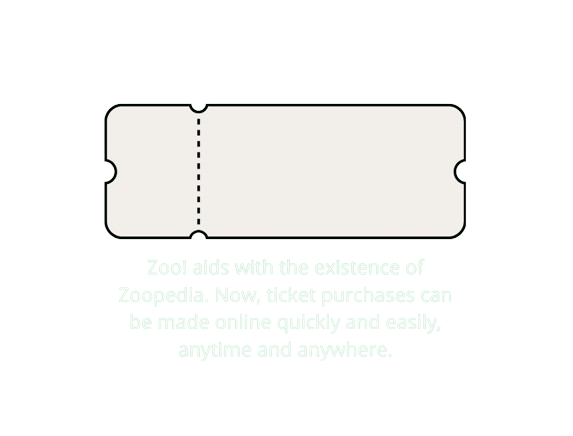 Zool aids with the existence of
Zoopedia. Now, ticket purchases can
be made online quickly and easily,
anytime and anywhere.